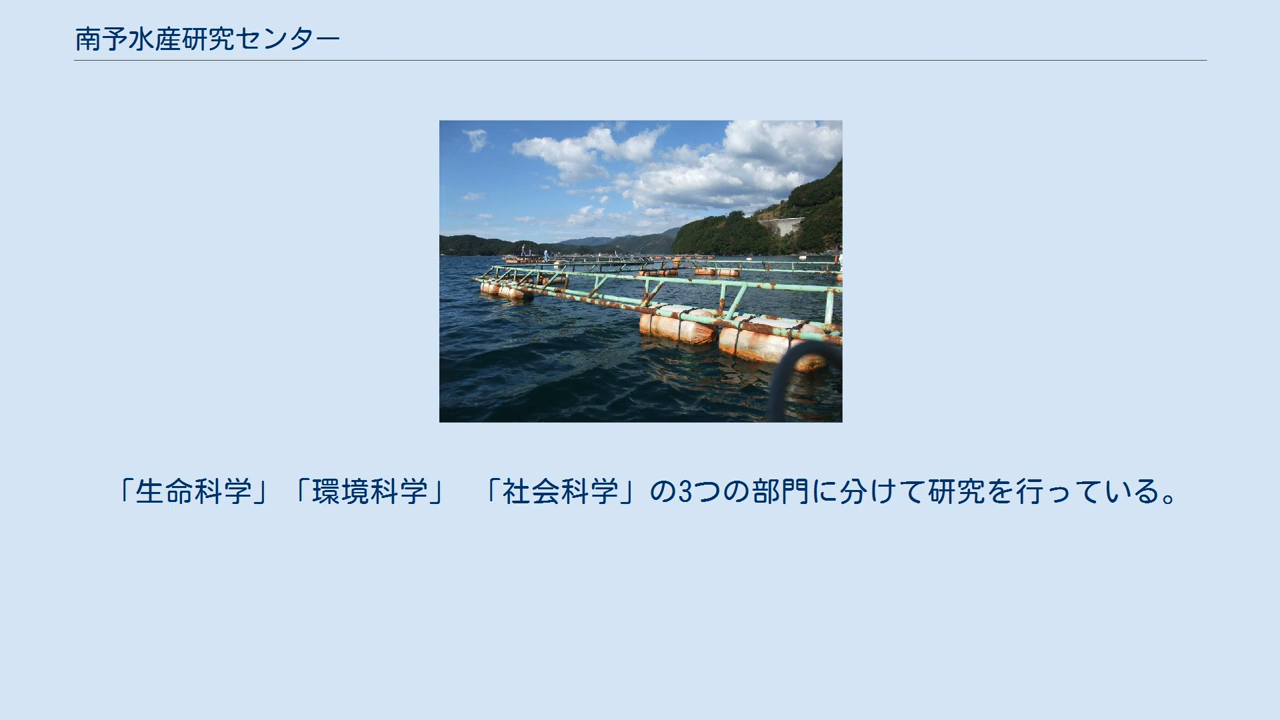 南予水産研究センター
「生命科学」「環境科学」 「社会科学」の3つの部門に分けて研究を行っている。